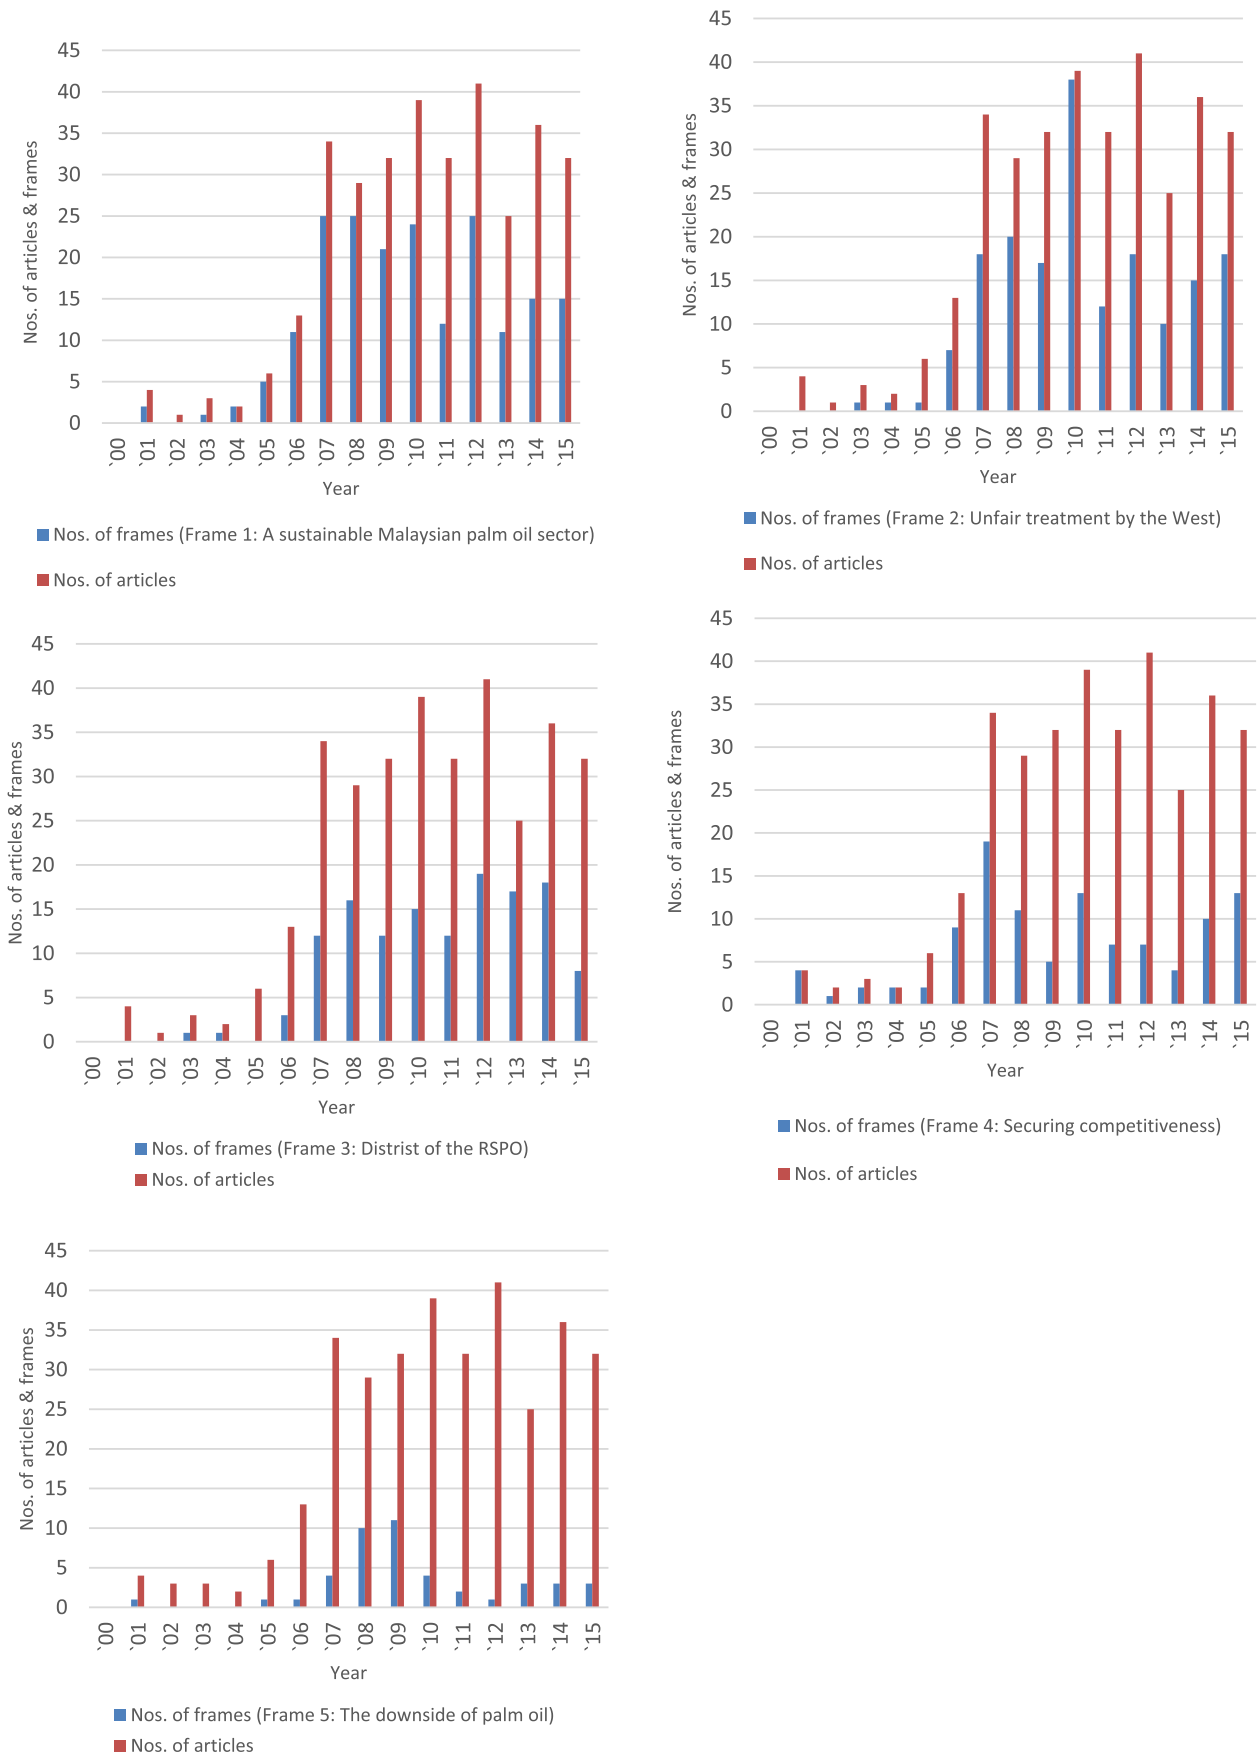 45
40
35
30
25
20
15
10
5
0
Nos. of articles & frames
`00 `01 `02 `03 `04 `05 `06 `07 `08 `09 `10 `11 `12 `13 `14 `15
Year
Nos. of frames (Frame 1: A sustainable Malaysian palm oil sector)
Nos. of articles
45
40
35
30
25
20
15
10
5
0
Nos. of articles & frames
`00 `01 `02 `03 `04 `05 `06 `07 `08 `09 `10 `11 `12 `13 `14 `15
Year
Nos. of frames (Frame 2: Unfair treatment by the West)
Nos. of articles
45
40
35
30
25
20
15
10
5
0
Nos. of articles & frames
`00 `01 `02 `03 `04 `05 `06 `07 `08 `09 `10 `11 `12 `13 `14 `15
Year
Nos. of frames (Frame 3: Distrist of the RSPO)
Nos. of articles
45
40
35
30
25
20
15
10
5
0
Nos. of articles & frames
`00 `01 `02 `03 `04 `05 `06 `07 `08 `09 `10 `11 `12 `13 `14 `15
Year
Nos. of frames (Frame 4: Securing competitiveness)
Nos. of articles
45
40
35
30
25
20
15
10
5
0
Nos. of articles & frames
`00 `01 `02 `03 `04 `05 `06 `07 `08 `09 `10 `11 `12 `13 `14 `15
Year
Nos. of frames (Frame 5: The downside of palm oil)
Nos. of articles